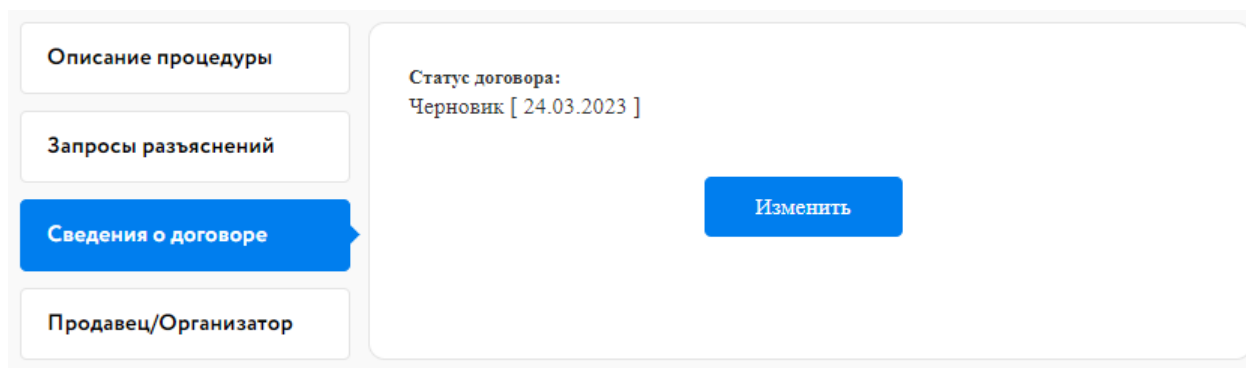 Описание процедуры
Запросы разъяснений
Сведения о договоре
Продавец/Организатор
Статус договора:
Черновик [ 24.03.2023 ]
Изменить